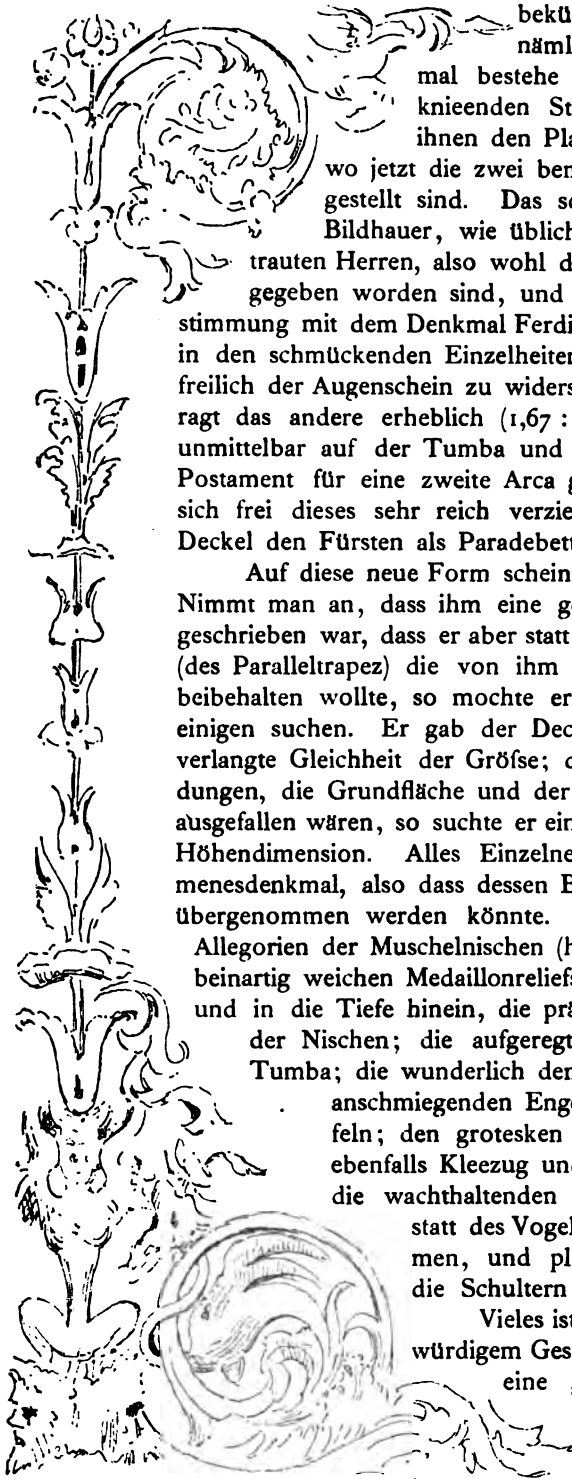 bekü
näml
mal bestehe
knieenden St
ihnen den Pla
wo jetzt die zwei ben
gestellt sind. Das s
Bildhauer, wie üblich
trauten Herren, also wohl d
gegeben worden sind, und
stimmung mit dem Denkmal Ferdi
in den schmückenden Einzelheiten
freilich der Augenschein zu widers
ragt das andere erheblich (1,67 :
unmittelbar auf der Tumba und
Postament für eine zweite Arca g
sich frei dieses sehr reich verzie
Deckel den Fürsten als Paradebett
Auf diese neue Form schein
Nimmt man an, dass ihm eine g
geschrieben war, dass er aber statt
(des Paralleltrapez) die von ihm
beibehalten wollte, so mochte er
einigen suchen. Er gab der Dec
verlangte Gleichheit der Gröfse; d
dungen, die Grundfläche und der
ausgefallen wären, so suchte er ein
Höhendimension. Alles Einzelne
menesdenkmal, also dass dessen B
übergenommen werden könnte.
Allegorien der Muschelnischen (h
beinartig weichen Medaillonreliefs
und in die Tiefe hinein, die prä
der Nischen; die aufgeregt
Tumba; die wunderlich den
anschmiegenden Enge
feln; den grotesken
ebenfalls Kleezug un
die wachthaltenden
statt des Vogel
men, und pl
die Schultern
Vieles ist
würdigem Ges
eine